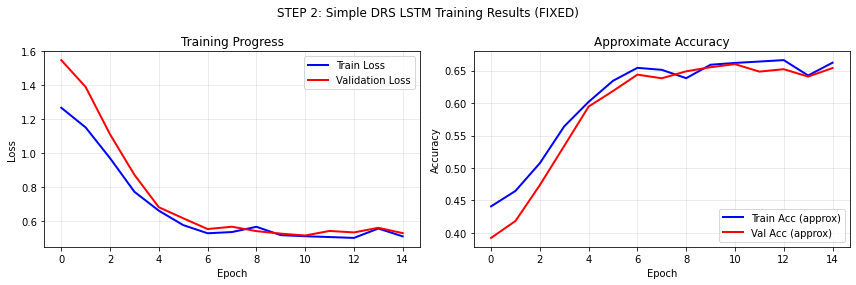 STEP 2: Simple DRS LSTM Training Results (FIXED)
Training Progress
Loss
1.6
1.4
1.2
1.0
0.8
0.6
Train Loss
Validation Loss
0 2 4 6 8 10 12 14
Epoch
Approximate Accuracy
Accuracy
0.65
0.60
0.55
0.50
0.45
0.40
Train Acc (approx)
Val Acc (approx)
0 2 4 6 8 10 12 14
Epoch